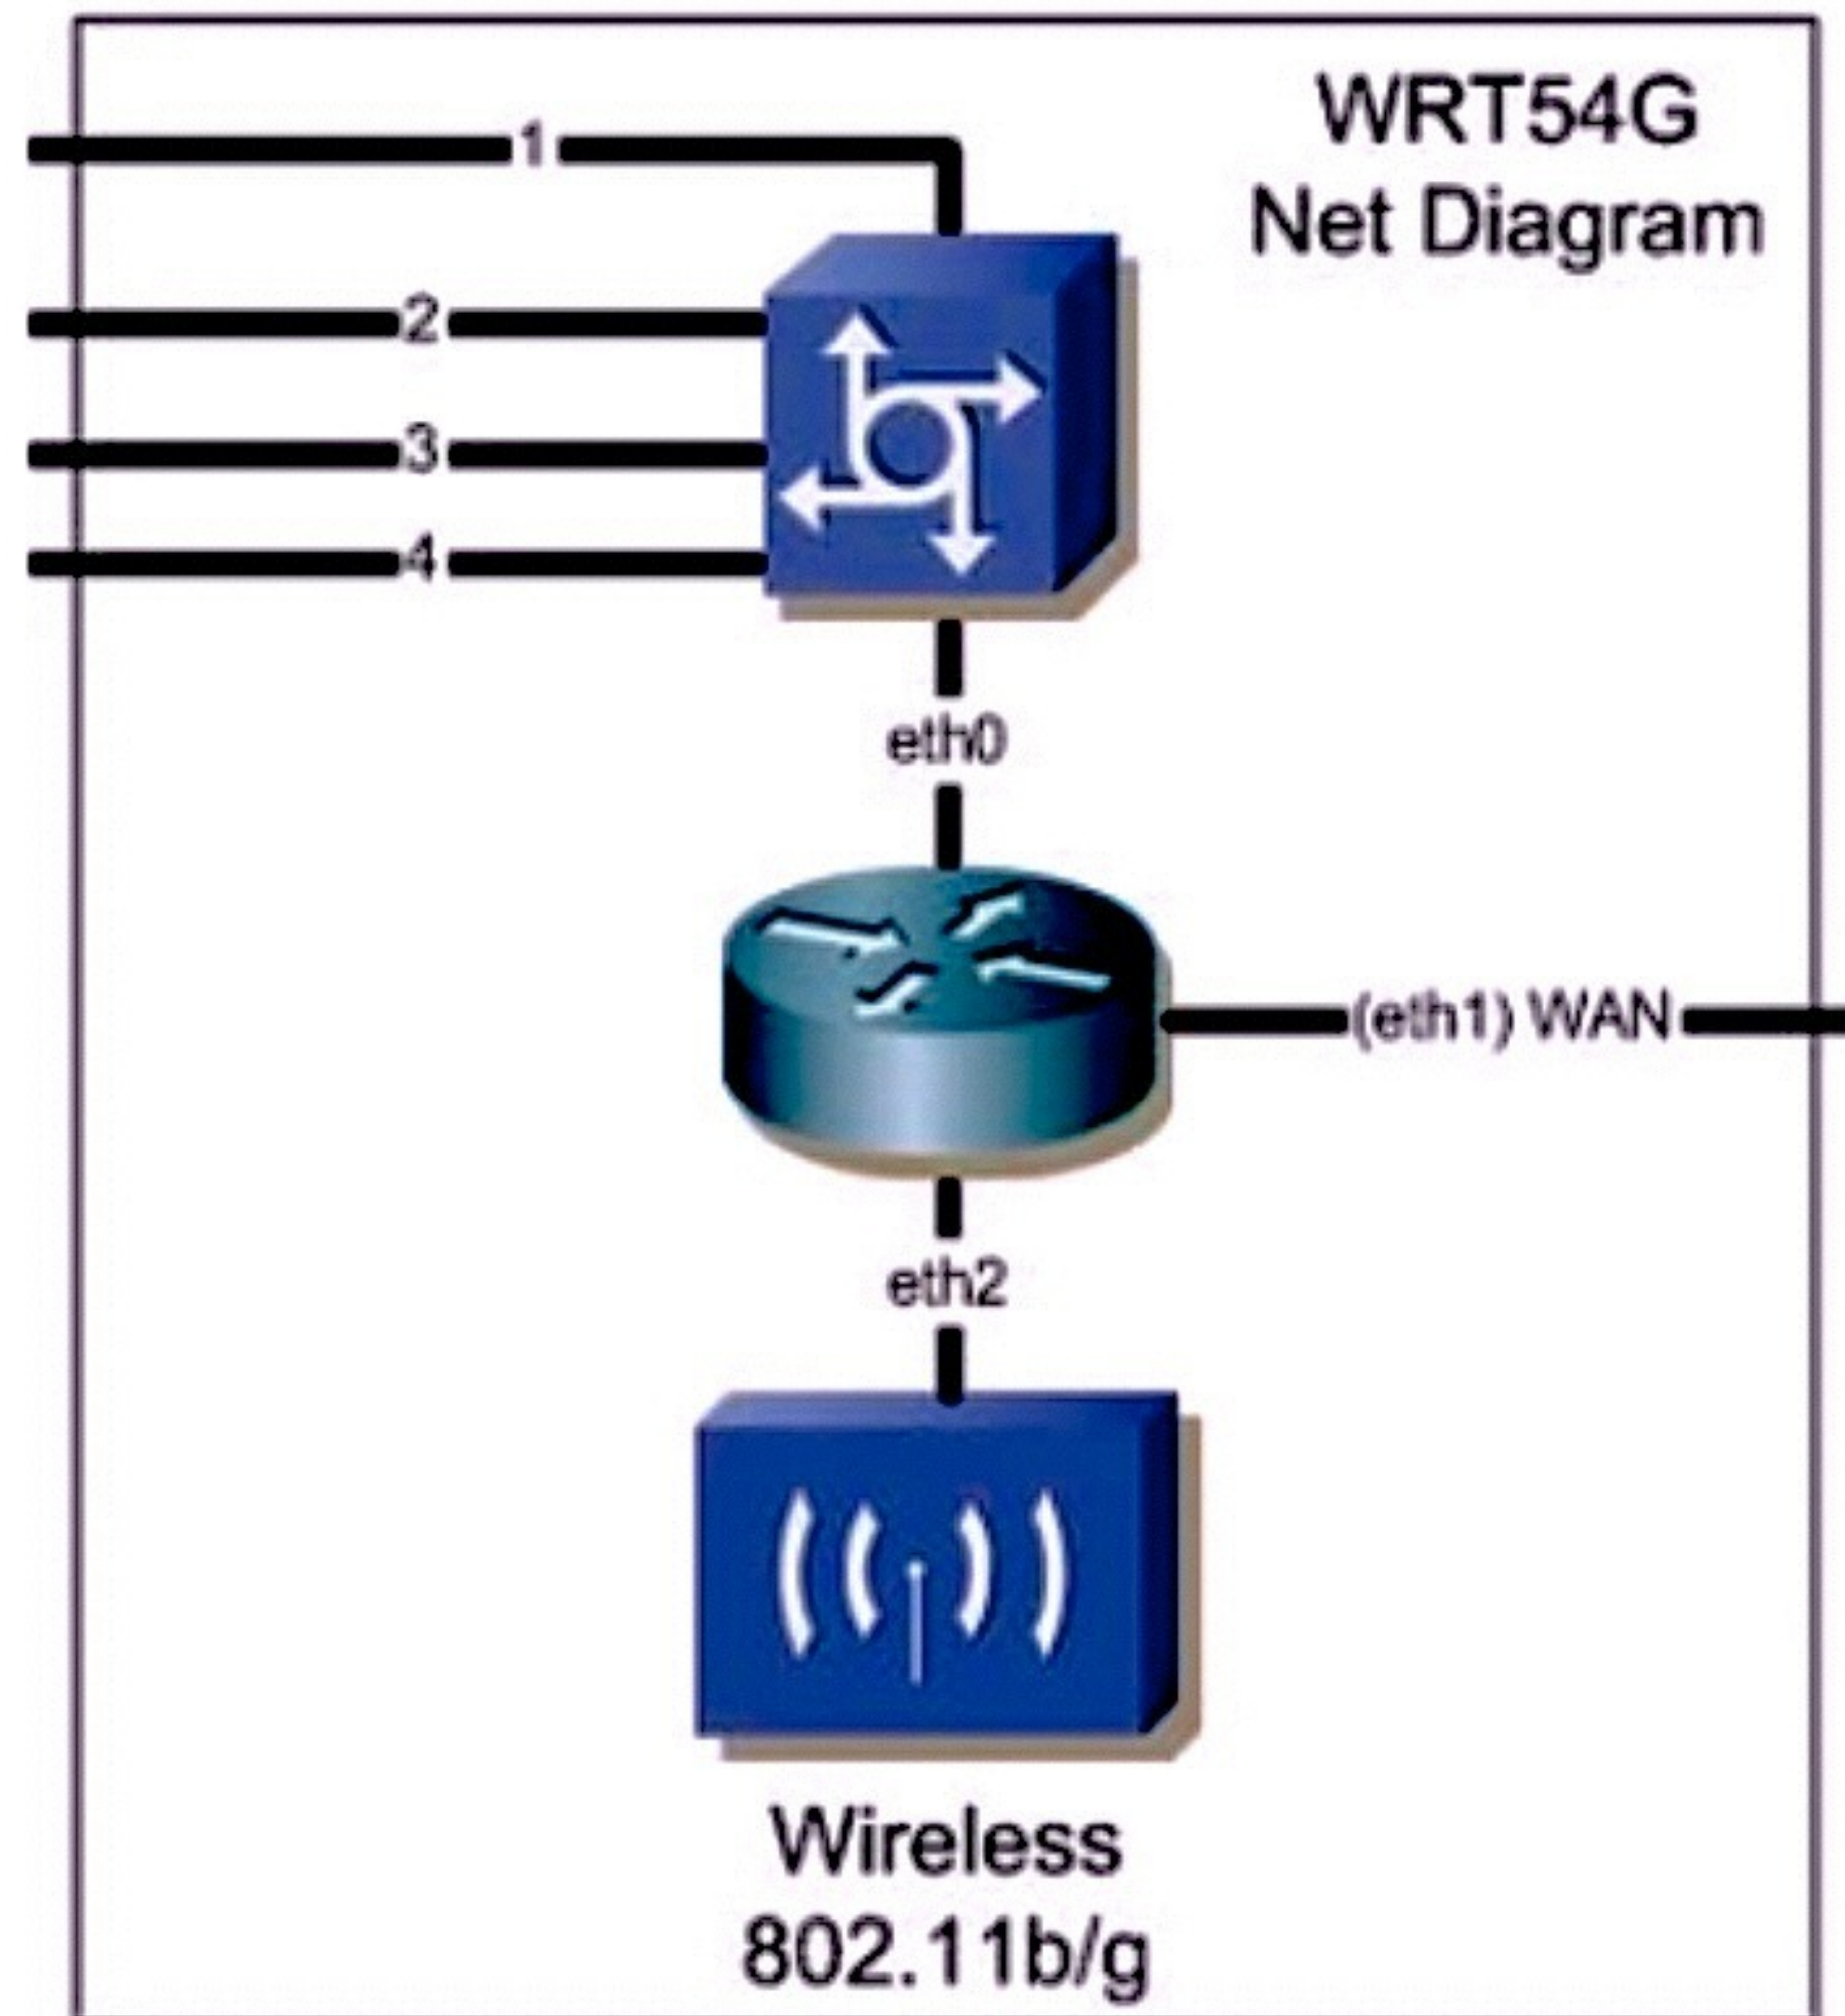 WRT54G
Net Diagram
1
2
3
4
eth0
(eth1) WAN
eth2
Wireless
802.11b/g